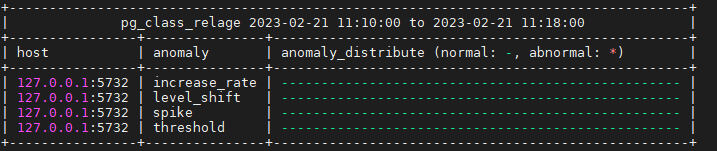 +-----------------------------------------------------------------------------------+
| pg_class_relage 2023-02-21 11:10:00 to 2023-02-21 11:18:00 |
+----------------+---------------+--------------------------------------------------+
| host | anomaly | anomaly_distribute (normal: -, abnormal: *) |
+----------------+---------------+--------------------------------------------------+
| 127.0.0.1:5732 | increase_rate | -------------------------------------------------- |
| 127.0.0.1:5732 | level_shift | -------------------------------------------------- |
| 127.0.0.1:5732 | spike | -------------------------------------------------- |
| 127.0.0.1:5732 | threshold | -------------------------------------------------- |
+----------------+---------------+--------------------------------------------------+